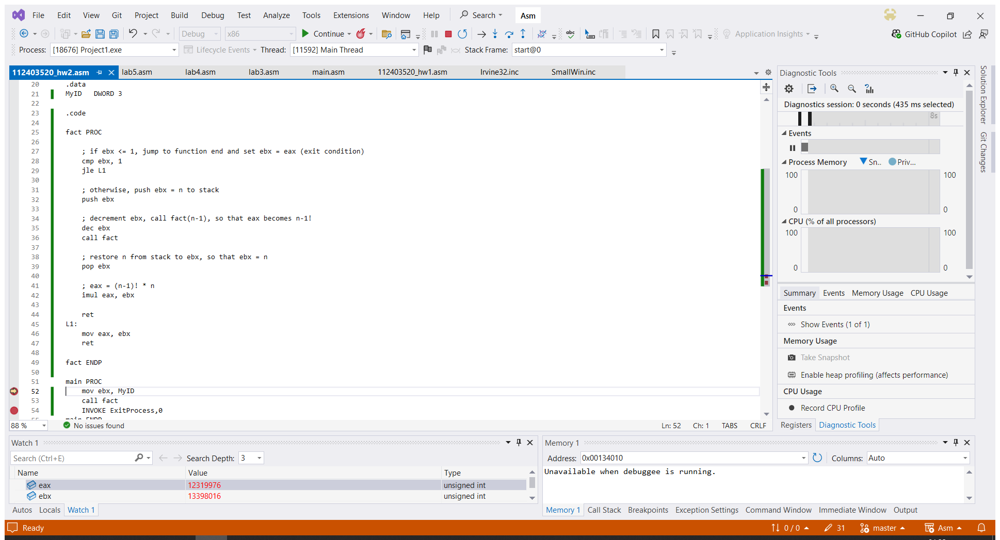 File Edit View Git Project Build Debug Test Analyze Tools Extensions Window Help Search Asm
Debug x86 Continue Application Insights GitHub Copilot
Process: [18676] Project1.exe Lifecycle Events Thread: [11592] Main Thread Stack Frame: start@0
112403520_hw2.asm lab5.asm lab4.asm lab3.asm main.asm 112403520_hw1.asm Irvine32.inc SmallWin.inc
20 .data
21 MyID DWORD 3
22
23 .code
24
25 fact PROC
26
27 ; if ebx <= 1, jump to function end and set ebx = eax (exit condition)
28 cmp ebx, 1
29 jle L1
30
31 ; otherwise, push ebx = n to stack
32 push ebx
33
34 ; decrement ebx, call fact(n-1), so that eax becomes n-1!
35 dec ebx
36 call fact
37
38 ; restore n from stack to ebx, so that ebx = n
39 pop ebx
40
41 ; eax = (n-1)! * n
42 imul eax, ebx
43
44 ret
45 L1:
46 mov eax, ebx
47 ret
48
49 fact ENDP
50
51 main PROC
52 mov ebx, MyID
53 call fact
54 INVOKE ExitProcess,0
55 main ENDP
88 % No issues found Ln: 52 Ch: 1 TABS CRLF
Diagnostic Tools
Diagnostics session: 0 seconds (435 ms selected)
8s
Events
Process Memory Sn.. Priv...
100 100
0 0
CPU (% of all processors)
100 100
0 0
Summary Events Memory Usage CPU Usage
Events
Show Events (1 of 1)
Memory Usage
Take Snapshot
Enable heap profiling (affects performance)
CPU Usage
Record CPU Profile
Registers Diagnostic Tools
Solution Explorer
Git Changes
Watch 1
Search (Ctrl+E) Search Depth: 3
Name Value Type
eax 12319976 unsigned int
ebx 13398016 unsigned int
Autos Locals Watch 1
Memory 1
Address: 0x00134010 Columns: Auto
Unavailable when debuggee is running.
Memory 1 Call Stack Breakpoints Exception Settings Command Window Immediate Window Output
Ready 0 / 0 31 master Asm